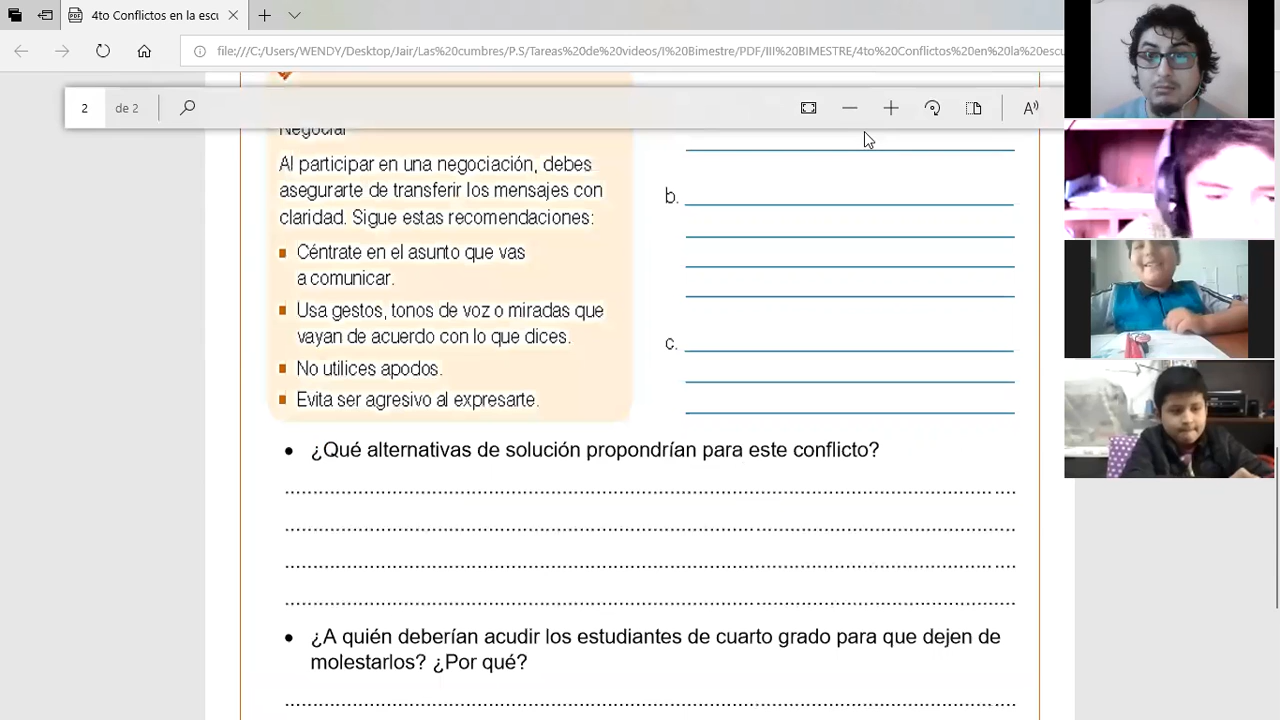 4to Conflictos en la escu
file:///C:/Users/WENDY/Desktop/Jair/Las%20cumbres/P.S/Tareas%20de%20videos/I%20Bimestre/PDF/III%20BIMESTRE/4to%20Conflictos%20en%20la%20escu
2 de 2
Negociar
Al participar en una negociación, debes
asegurarte de transferir los mensajes con
claridad. Sigue estas recomendaciones:
Céntrate en el asunto que vas
a comunicar.
Usa gestos, tonos de voz o miradas que
vayan de acuerdo con lo que dices.
No utilices apodos.
Evita ser agresivo al expresarte.
b.
c.
¿Qué alternativas de solución propondrían para este conflicto?
¿A quién deberían acudir los estudiantes de cuarto grado para que dejen de
molestarlos? ¿Por qué?